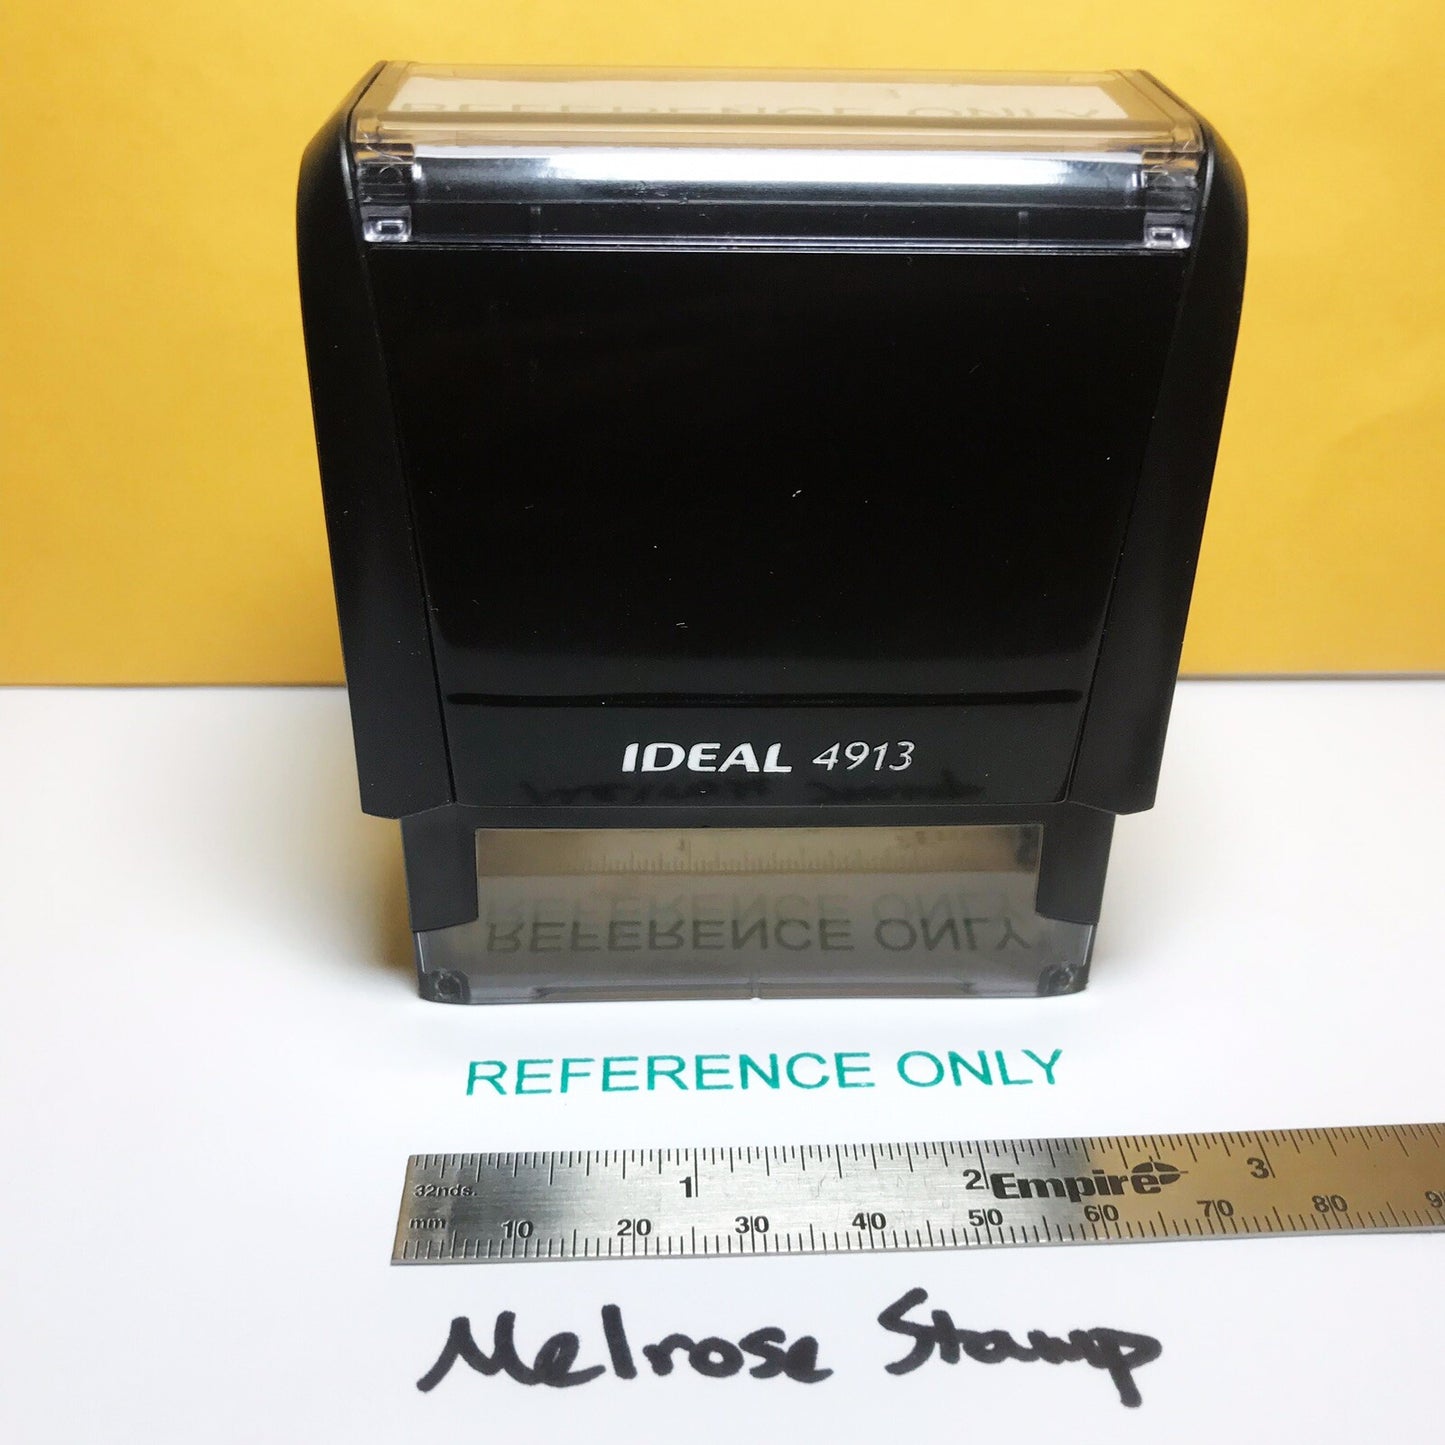 REFERENCE ONLY
IDEAL 4913
REFERENCE ONLY
REFERENCE ONLY
1 2 3
32nds.
Empire
mm 10 20 30 40 50 60 70 80 9
Melrose Stamp